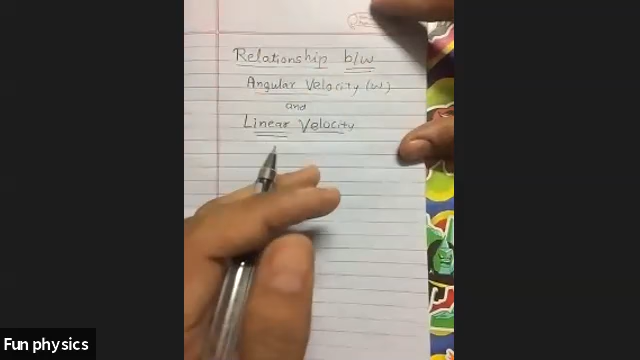 Relationship b/w
Angular Velocity (w)
and
Linear Velocity
Fun physics